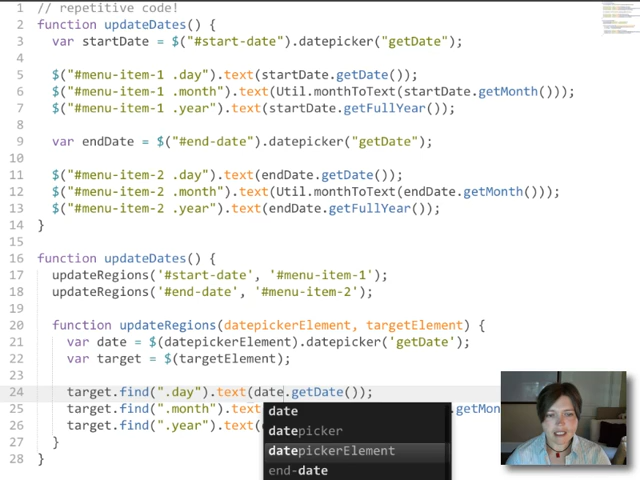 1 // repetitive code!
2 function updateDates() {
3 var startDate = $("#start-date").datepicker("getDate");
4
5 $("#menu-item-1 .day").text(startDate.getDate());
6 $("#menu-item-1 .month").text(Util.monthToText(startDate.getMonth()));
7 $("#menu-item-1 .year").text(startDate.getFullYear());
8
9 var endDate = $("#end-date").datepicker("getDate");
10
11 $("#menu-item-2 .day").text(endDate.getDate());
12 $("#menu-item-2 .month").text(Util.monthToText(endDate.getMonth()));
13 $("#menu-item-2 .year").text(endDate.getFullYear());
14 }
15
16 function updateDates() {
17 updateRegions('#start-date', '#menu-item-1');
18 updateRegions('#end-date', '#menu-item-2');
19
20 function updateRegions(datepickerElement, targetElement) {
21 var date = $(datepickerElement).datepicker('getDate');
22 var target = $(targetElement);
23
24 target.find(".day").text(date.getDate());
25 target.find(".month").text .getMon
26 target.find(".year").text(
27 }
28 }
date
datepicker
datepickerElement
end-date